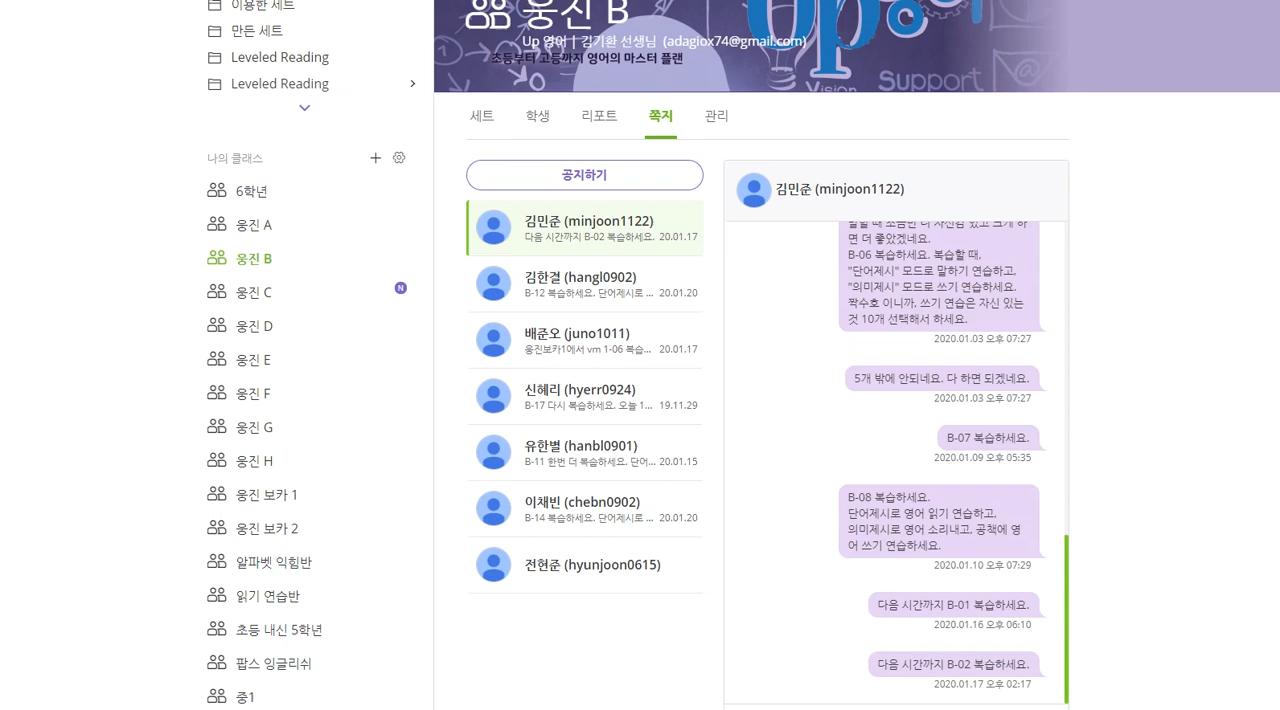 이용한 세트
만든 세트
Leveled Reading
Leveled Reading
나의 클래스
6학년
웅진 A
웅진 B
웅진 C
N
웅진 D
웅진 E
웅진 F
웅진 G
웅진 H
웅진 보카 1
웅진 보카 2
알파벳 익힘반
읽기 연습반
초등 내신 5학년
팝스 잉글리쉬
중1
웅진 B
Up 영어 | 김기환 선생님 (adagiox74@gmail.com)
초등부터 고등까지 영어의 마스터 플랜
up
Vision
Support
세트
학생
리포트
쪽지
관리
공지하기
김민준 (minjoon1122)
다음 시간까지 B-02 복습하세요. 20.01.17
김한결 (hangl0902)
B-12 복습하세요. 단어제시로 ... 20.01.20
배준오 (juno1011)
웅진보카1에서 vm 1-06 복습... 20.01.17
신혜리 (hyerr0924)
B-17 다시 복습하세요. 오늘 1... 19.11.29
유한별 (hanbl0901)
B-11 한번 더 복습하세요. 단어... 20.01.15
이채빈 (chebn0902)
B-14 복습하세요. 단어제시로 ... 20.01.20
전현준 (hyunjoon0615)
김민준 (minjoon1122)
말할 때 조금만 더 자신감 있고 크게 하
면 더 좋았겠네요.
B-06 복습하세요. 복습할 때,
"단어제시" 모드로 말하기 연습하고,
"의미제시" 모드로 쓰기 연습하세요.
짝수호 이니까, 쓰기 연습은 자신 있는
것 10개 선택해서 하세요.
2020.01.03 오후 07:27
5개 밖에 안되네요. 다 하면 되겠네요.
2020.01.03 오후 07:27
B-07 복습하세요.
2020.01.09 오후 05:35
B-08 복습하세요.
단어제시로 영어 읽기 연습하고,
의미제시로 영어 소리내고, 공책에 영
어 쓰기 연습하세요.
2020.01.10 오후 07:29
다음 시간까지 B-01 복습하세요.
2020.01.16 오후 06:10
다음 시간까지 B-02 복습하세요.
2020.01.17 오후 02:17